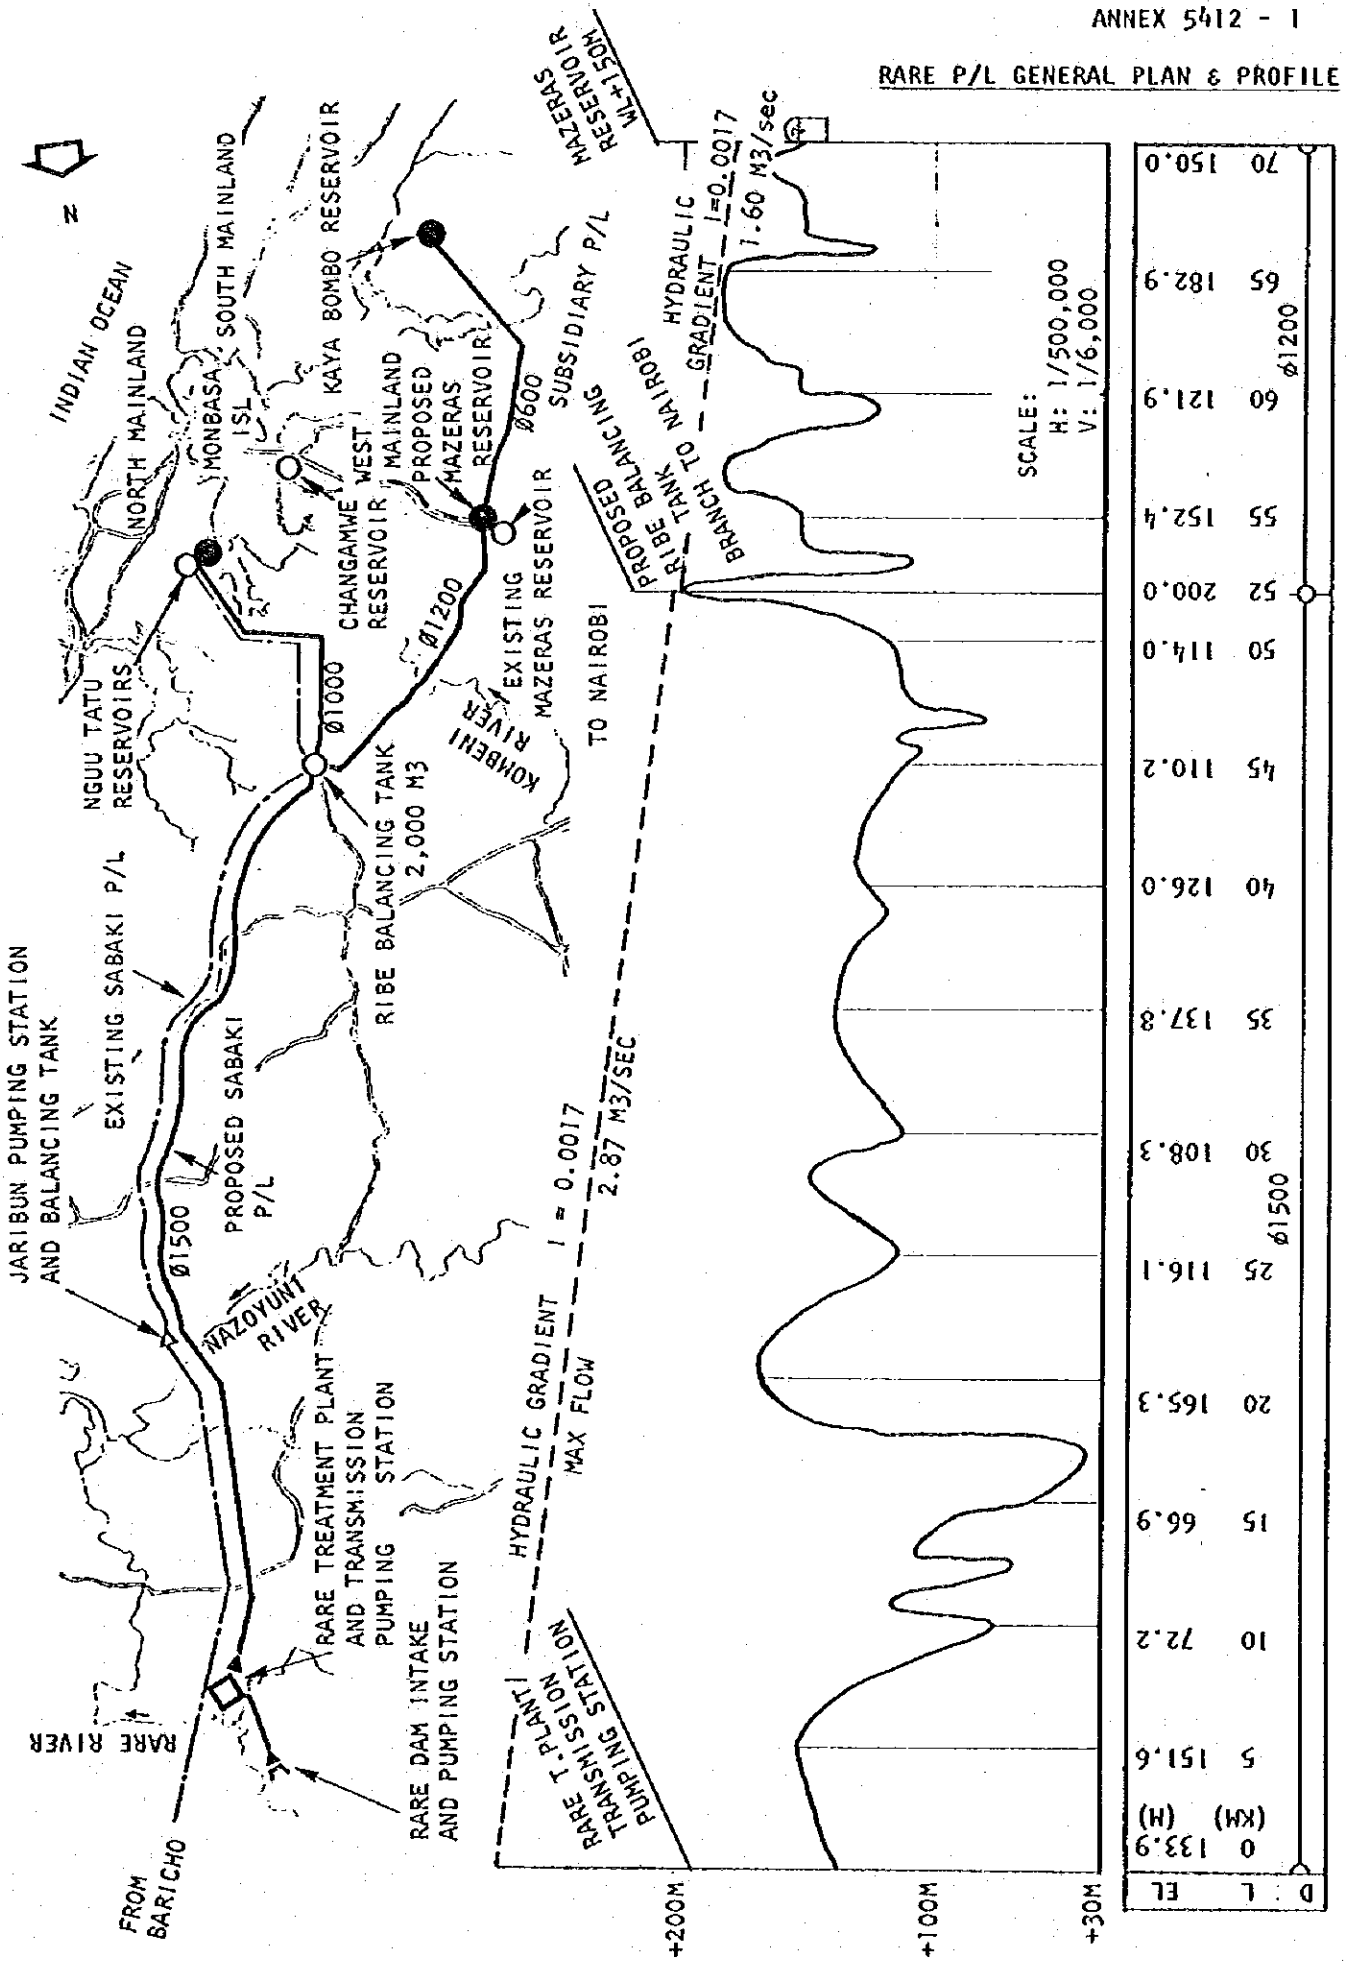 ANNEX 5412 - 1
RARE P/L GENERAL PLAN & PROFILE
N
INDIAN OCEAN
NORTH MAINLAND
MONBASA
ISL
SOUTH MAINLAND
KAYA BOMBO RESERVOIR
WEST
MAINLAND
CHANGAMWE
RESERVOIR
PROPOSED
MAZERAS
RESERVOIR
Ø600
SUBSIDIARY P/L
EXISTING
MAZERAS RESERVOIR
NGUU TATU
RESERVOIRS
Ø1000
Ø1200
KOMBENI
RIVER
TO NAIROBI
RIBE BALANCING TANK
2,000 M3
JARIBUN PUMPING STATION
AND BALANCING TANK
EXISTING SABAKI P/L
PROPOSED SABAKI
P/L
Ø1500
NAZOYUNI
RIVER
RARE TREATMENT PLANT
AND TRANSMISSION
PUMPING STATION
RARE DAM INTAKE
AND PUMPING STATION
RARE RIVER
FROM
BARICHO
RARE T.PLANT
TRANSMISSION
PUMPING STATION
HYDRAULIC GRADIENT I = 0.0017
MAX FLOW 2.87 M3/SEC
PROPOSED
RIBE BALANCING
TANK
BRANCH TO NAIROBI
HYDRAULIC
GRADIENT I=0.0017
1.60 M3/sec
MAZERAS
RESERVOIR
WL+150M
SCALE:
H: 1/500,000
V: 1/6,000
+200M
+100M
+30M
EL (M) 133.9 151.6 72.2 66.9 165.3 116.1 108.3 137.8 126.0 110.2 114.0 200.0 152.4 121.9 182.9 150.0
L (KM) 0 5 10 15 20 25 30 35 40 45 50 52 55 60 65 70
D Ø1500 Ø1200